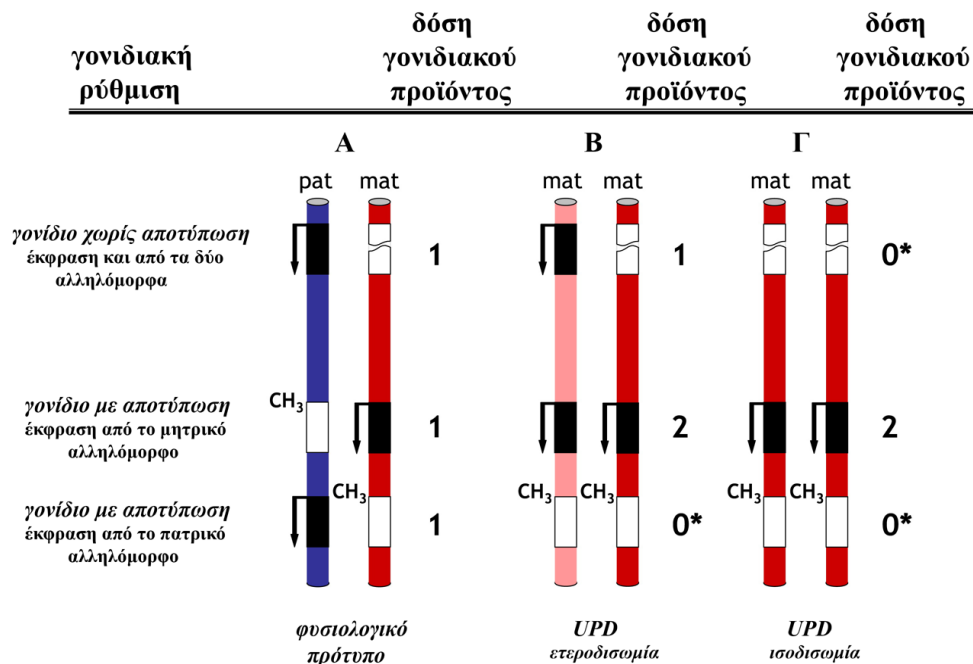 γονιδιακή
ρύθμιση
δόση
γονιδιακού
προϊόντος
δόση
γονιδιακού
προϊόντος
δόση
γονιδιακού
προϊόντος
A B Γ
pat mat mat mat mat mat
γονίδιο χωρίς αποτύπωση
έκφραση και από τα δύο
αλληλόμορφα
1 1 0*
γονίδιο με αποτύπωση
έκφραση από το μητρικό
αλληλόμορφο
CH3
1 2 2
γονίδιο με αποτύπωση
έκφραση από το πατρικό
αλληλόμορφο
CH3 CH3 CH3 CH3 CH3
1 0* 0*
φυσιολογικό
πρότυπο
UPD
ετεροδισωμία
UPD
ισοδισωμία